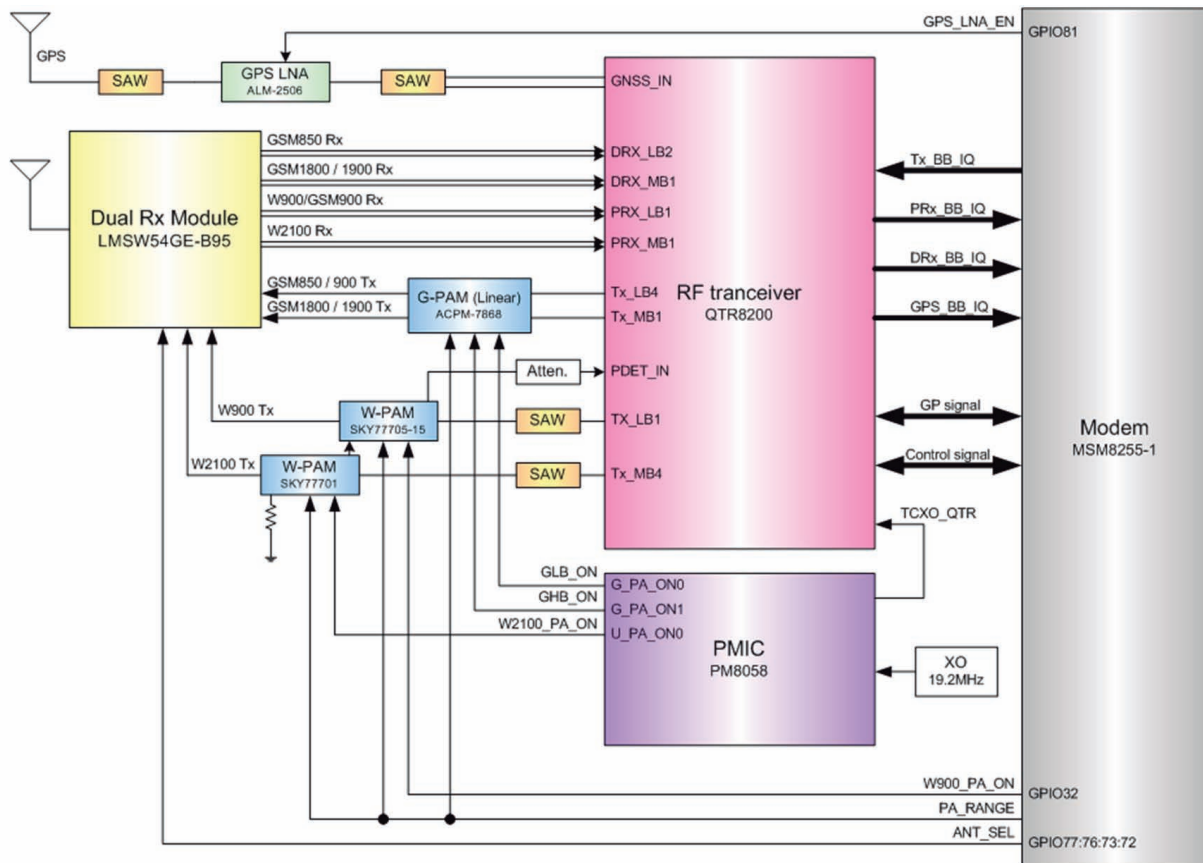 GPS_LNA_EN
GPIO81
GPS
SAW
GPS LNA
ALM-2506
SAW
GNSS_IN
GSM850 Rx
DRX_LB2
GSM1800 / 1900 Rx
DRX_MB1
W900/GSM900 Rx
PRX_LB1
W2100 Rx
PRX_MB1
Dual Rx Module
LMSW54GE-B95
GSM850 / 900 Tx
GSM1800 / 1900 Tx
G-PAM (Linear)
ACPM-7868
Tx_LB4
Tx_MB1
RF tranceiver
QTR8200
Tx_BB_IQ
PRx_BB_IQ
DRx_BB_IQ
GPS_BB_IQ
Atten.
PDET_IN
W900 Tx
W-PAM
SKY77705-15
SAW
TX_LB1
GP signal
Modem
MSM8255-1
W2100 Tx
W-PAM
SKY77701
SAW
Tx_MB4
Control signal
TCXO_QTR
GLB_ON
G_PA_ON0
GHB_ON
G_PA_ON1
W2100_PA_ON
U_PA_ON0
PMIC
PM8058
XO
19.2MHz
W900_PA_ON
GPIO32
PA_RANGE
ANT_SEL
GPIO77:76:73:72